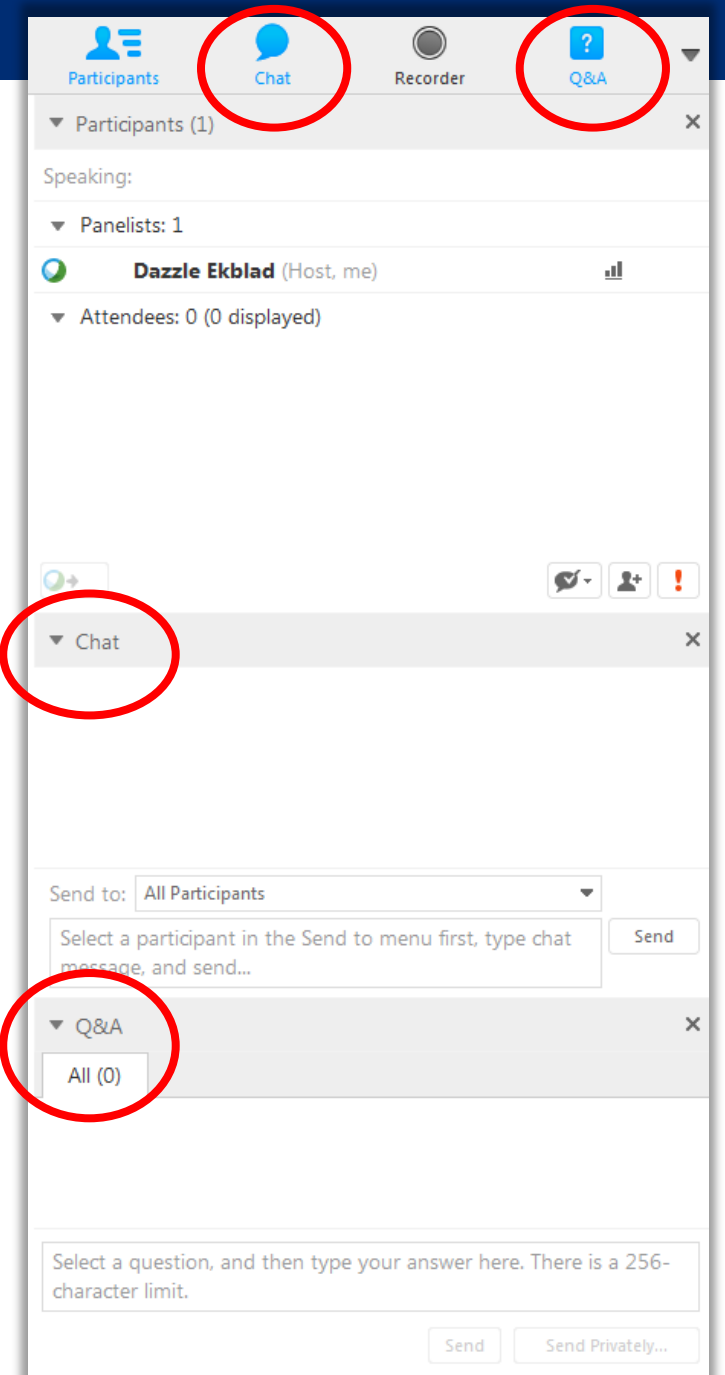 Participants Chat Recorder Q&A
Participants (1)
Speaking:
Panelists: 1
Dazzle Ekblad (Host, me)
Attendees: 0 (0 displayed)
Chat
Send to: All Participants
Select a participant in the Send to menu first, type chat
message, and send...
Send
Q&A
All (0)
Select a question, and then type your answer here. There is a 256-
character limit.
Send Send Privately...